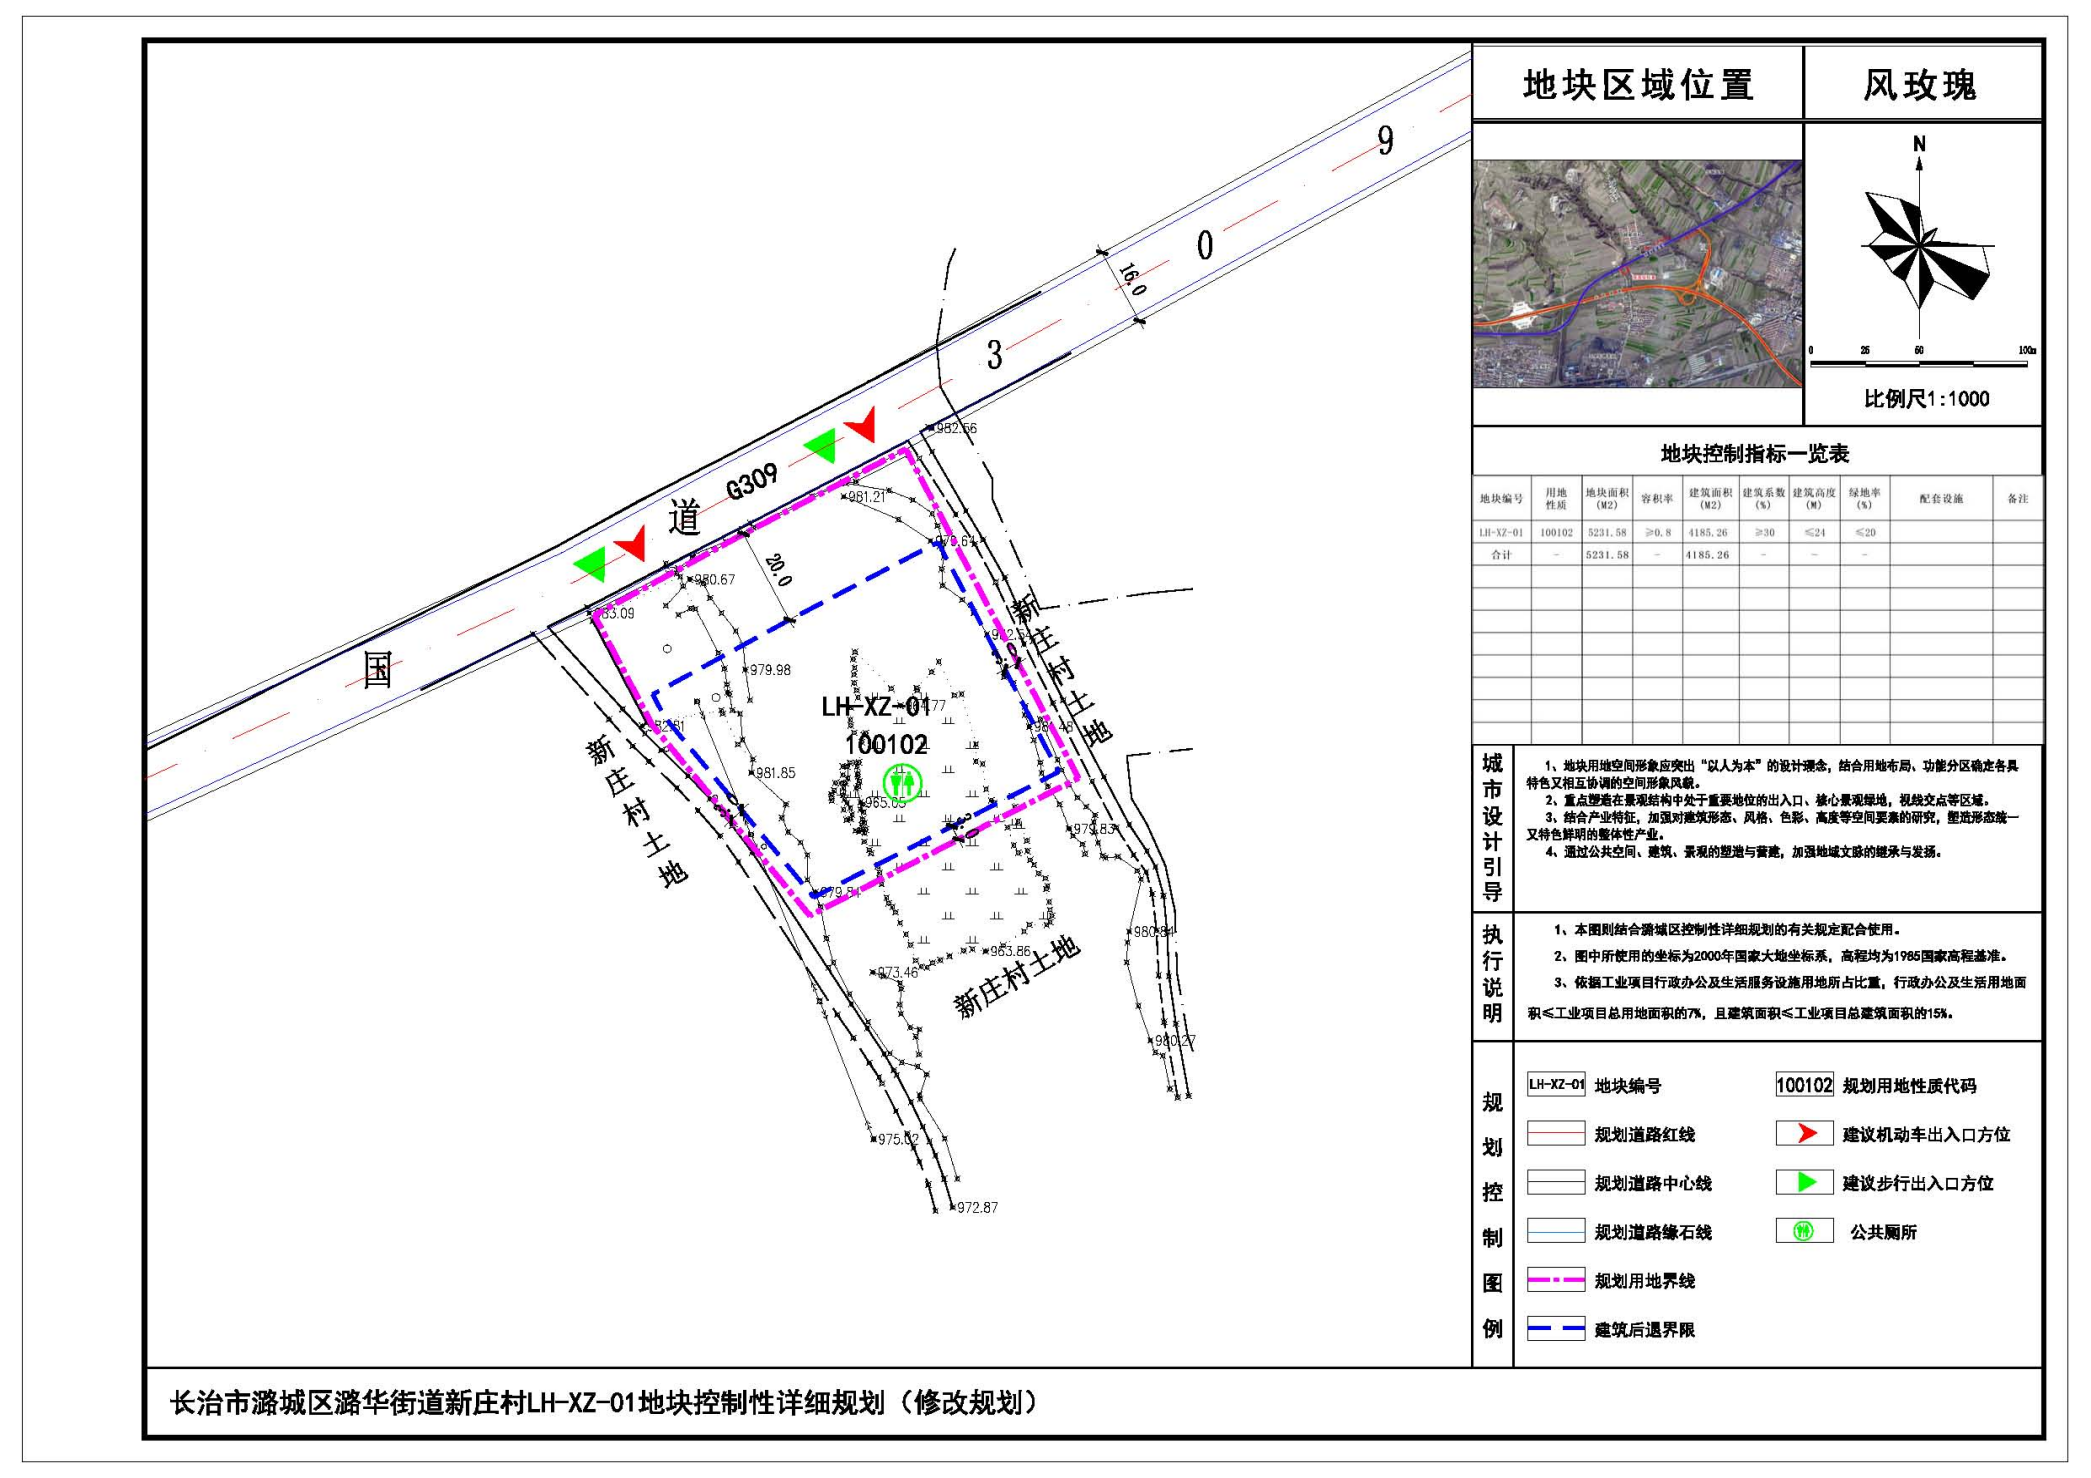 地块区域位置
风玫瑰
N
0 25 50 100m
比例尺1:1000
地块控制指标一览表
地块编号 用地性质 地块面积(M2) 容积率 建筑面积(M2) 建筑系数(%) 建筑高度(M) 绿地率(%) 配套设施 备注
LH-XZ-01 100102 5231.58 ≥0.8 4185.26 ≥30 ≤24 ≤20
合计 - 5231.58 - 4185.26 - - -
城市设计引导
1、地块用地空间形象应突出“以人为本”的设计理念，结合用地布局、功能分区确定各具
特色又相互协调的空间形象风貌。
2、重点塑造在景观结构中处于重要地位的出入口、核心景观绿地，视线交点等区域。
3、结合产业特征，加强对建筑形态、风格、色彩、高度等空间要素的研究，塑造形态统一
又特色鲜明的整体性产业。
4、通过公共空间、建筑、景观的塑造与营建，加强地域文脉的继承与发扬。
执行说明
1、本图则结合潞城区控制性详细规划的有关规定配合使用。
2、图中所使用的坐标为2000年国家大地坐标系，高程均为1985国家高程基准。
3、依据工业项目行政办公及生活服务设施用地所占比重，行政办公及生活用地面
积≤工业项目总用地面积的7%，且建筑面积≤工业项目总建筑面积的15%。
规划控制图例
LH-XZ-01 地块编号
100102 规划用地性质代码
规划道路红线
建议机动车出入口方位
规划道路中心线
建议步行出入口方位
规划道路缘石线
公共厕所
规划用地界线
建筑后退界限
9
0
16.0
3
982.56
G309
道
981.21
979.64
20.0
980.67
国
979.98
新庄村土地
LH-XZ-01
100102
981.85
新庄村土地
979.83
980.84
963.86
973.46
新庄村土地
980.27
975.02
972.87
长治市潞城区潞华街道新庄村LH-XZ-01地块控制性详细规划（修改规划）